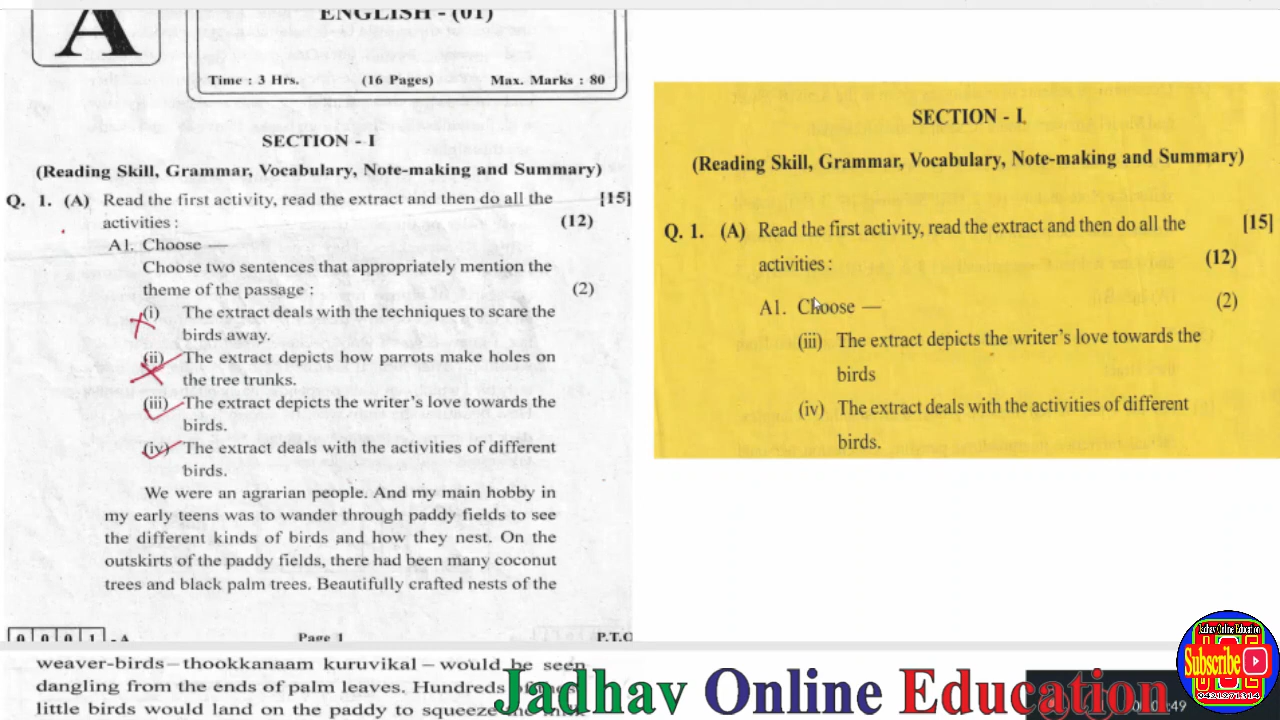 A
ENGLISH - (01)
Time : 3 Hrs. (16 Pages) Max. Marks : 80
SECTION - I
(Reading Skill, Grammar, Vocabulary, Note-making and Summary)
Q. 1. (A) Read the first activity, read the extract and then do all the [15]
activities : (12)
A1. Choose —
Choose two sentences that appropriately mention the
theme of the passage : (2)
(i) The extract deals with the techniques to scare the
birds away.
(ii) The extract depicts how parrots make holes on
the tree trunks.
(iii) The extract depicts the writer's love towards the
birds.
(iv) The extract deals with the activities of different
birds.
We were an agrarian people. And my main hobby in
my early teens was to wander through paddy fields to see
the different kinds of birds and how they nest. On the
outskirts of the paddy fields, there had been many coconut
trees and black palm trees. Beautifully crafted nests of the
0 0 0 1 - A Page 1 P.T.O
weaver-birds – thookkanaam kuruvikal – would be seen
dangling from the ends of palm leaves. Hundreds
little birds would land on the paddy to squeeze
SECTION - I
(Reading Skill, Grammar, Vocabulary, Note-making and Summary)
Q. 1. (A) Read the first activity, read the extract and then do all the [15]
activities : (12)
A1. Choose — (2)
(iii) The extract depicts the writer's love towards the
birds
(iv) The extract deals with the activities of different
birds.
Jadhav Online Education
Jadhav Online Education
Subscribe
:49